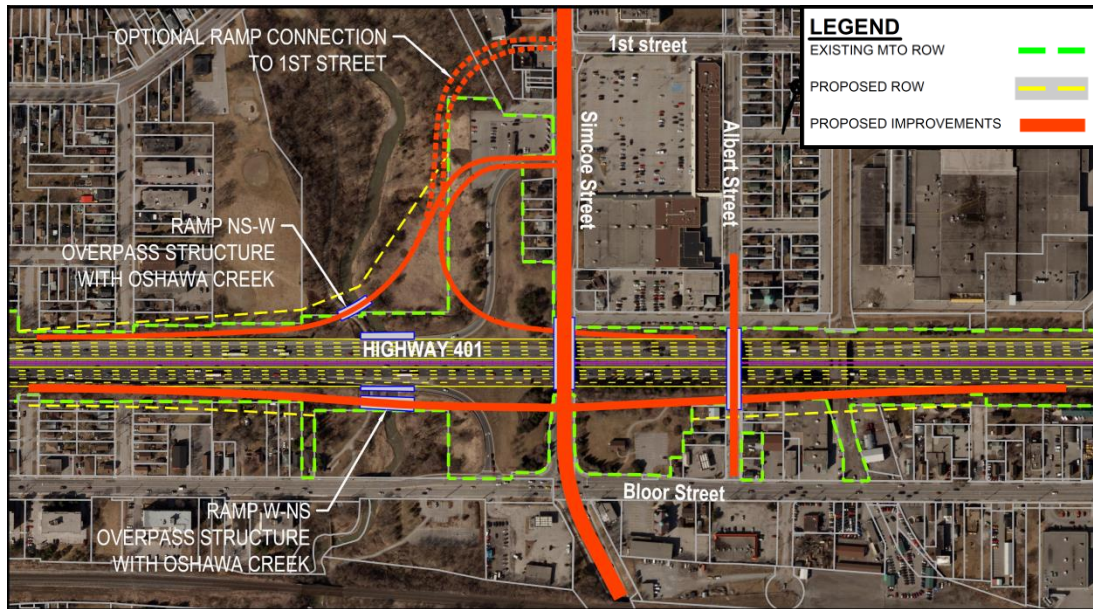 OPTIONAL RAMP CONNECTION
TO 1ST STREET
1st street
LEGEND
EXISTING MTO ROW
PROPOSED ROW
PROPOSED IMPROVEMENTS
Simcoe Street
Albert Street
RAMP NS-W
OVERPASS STRUCTURE
WITH OSHAWA CREEK
HIGHWAY 401
Bloor Street
RAMP W-NS
OVERPASS STRUCTURE
WITH OSHAWA CREEK